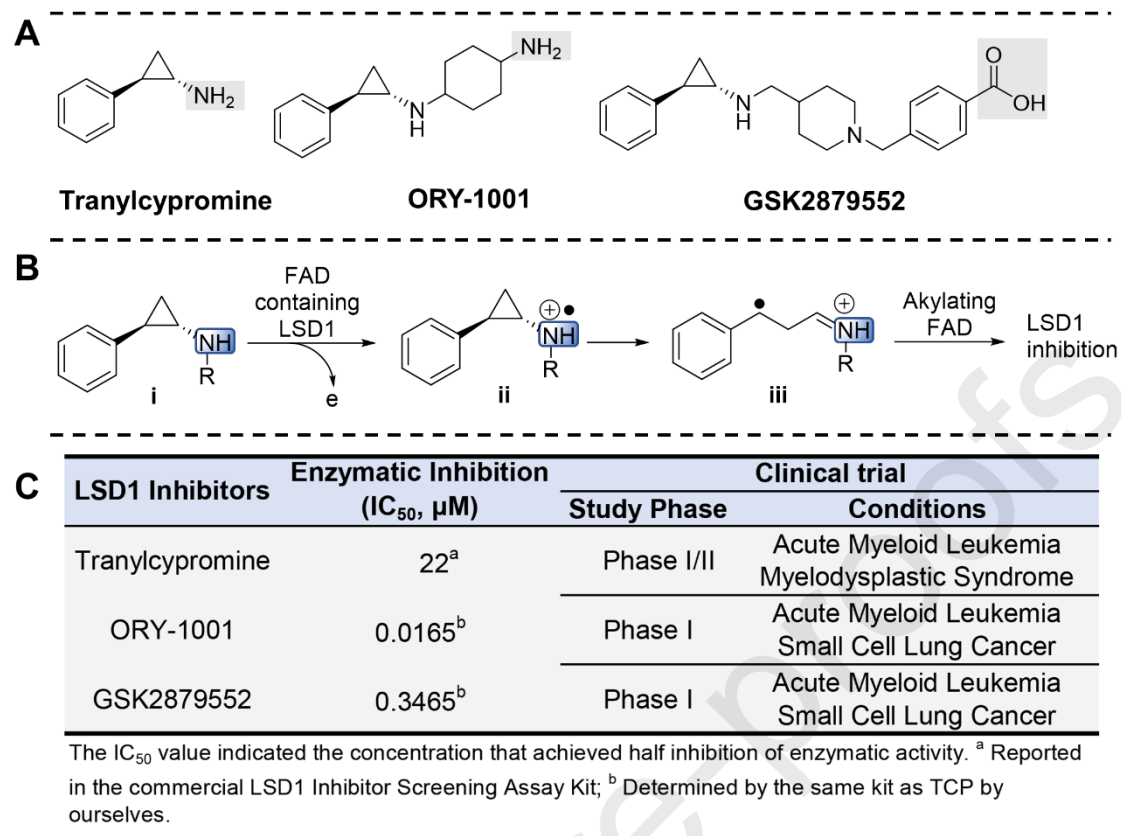 A
NH2
N
H
NH2
N
H
N
O
OH
Tranylcypromine
ORY-1001
GSK2879552
B
NH
R
i
FAD
containing
LSD1
e
+ •
NH
R
ii
•
+
NH
R
iii
Akylating
FAD
LSD1
inhibition
C
LSD1 Inhibitors
Enzymatic Inhibition
(IC50, µM)
Clinical trial
Study Phase
Conditions
Tranylcypromine
22a
Phase I/II
Acute Myeloid Leukemia
Myelodysplastic Syndrome
ORY-1001
0.0165b
Phase I
Acute Myeloid Leukemia
Small Cell Lung Cancer
GSK2879552
0.3465b
Phase I
Acute Myeloid Leukemia
Small Cell Lung Cancer
The IC50 value indicated the concentration that achieved half inhibition of enzymatic activity. a Reported
in the commercial LSD1 Inhibitor Screening Assay Kit; b Determined by the same kit as TCP by
ourselves.
e-proofs